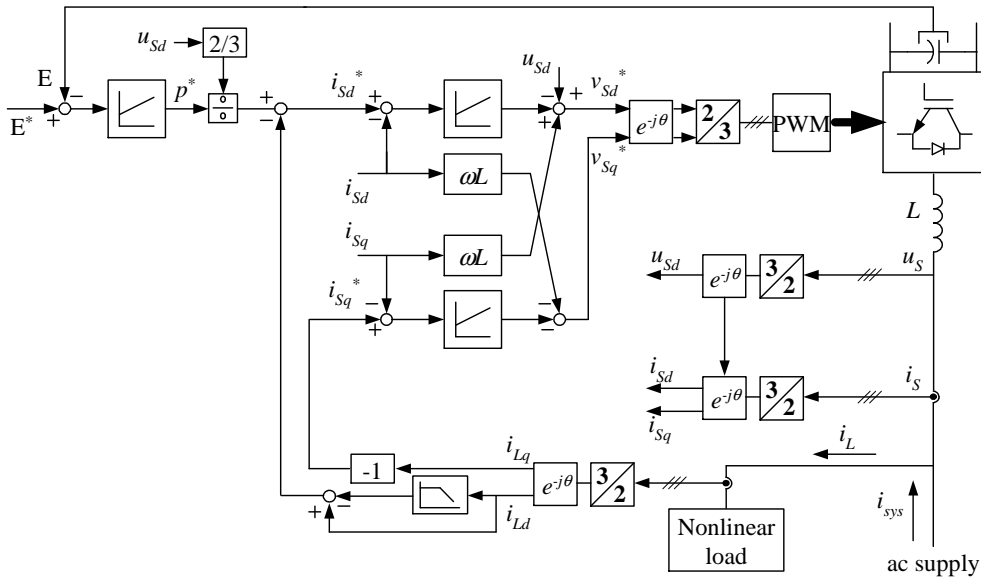 u_Sd
2/3
E
p*
E*
i_Sd*
u_Sd
v_Sd*
e^-jθ
2/3
PWM
v_Sq*
i_Sd
ωL
i_Sq
ωL
i_Sq*
L
u_Sd
e^-jθ
3/2
u_S
i_Sd
e^-jθ
3/2
i_S
i_Sq
i_L
i_Lq
-1
e^-jθ
3/2
i_Ld
Nonlinear
load
i_sys
ac supply